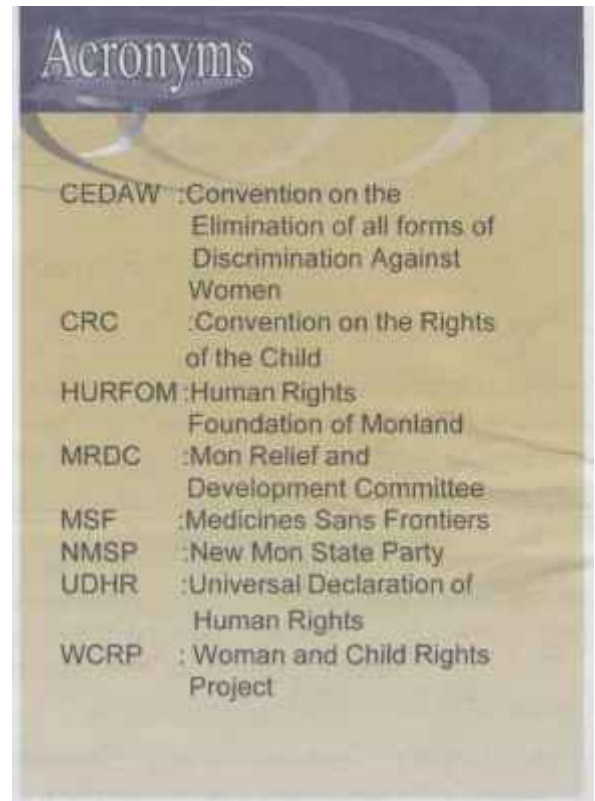 Acronyms
CEDAW :Convention on the
Elimination of all forms of
Discrimination Against
Women
CRC :Convention on the Rights
of the Child
HURFOM :Human Rights
Foundation of Monland
MRDC :Mon Relief and
Development Committee
MSF :Medicines Sans Frontiers
NMSP :New Mon State Party
UDHR :Universal Declaration of
Human Rights
WCRP : Woman and Child Rights
Project